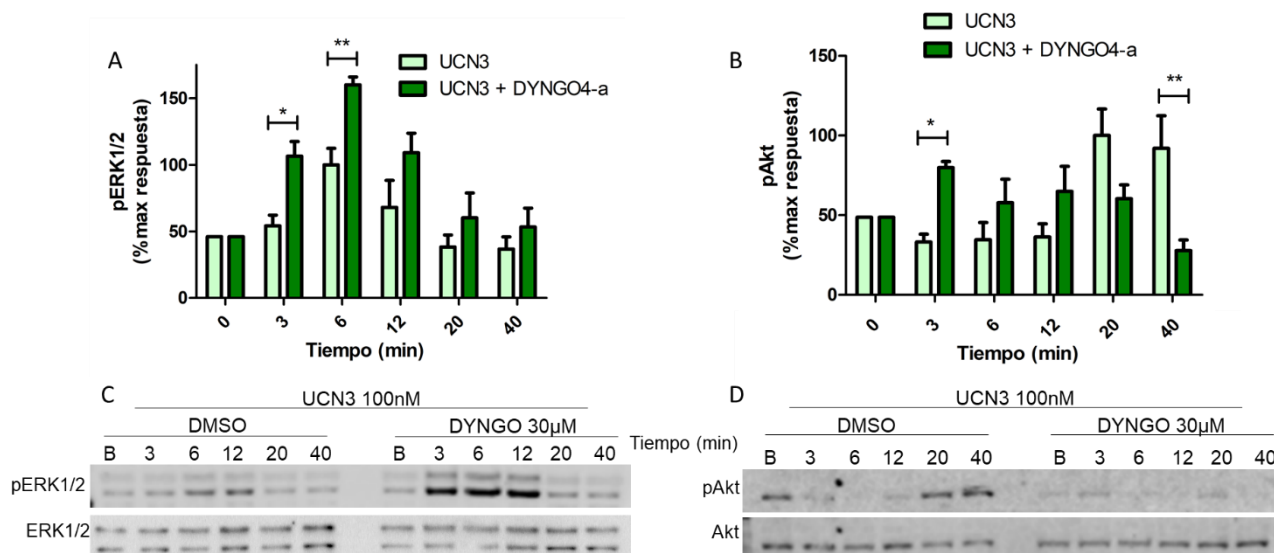 A
UCN3
UCN3 + DYNGO4-a
pERK1/2
(%max respuesta)
150
100
50
0
* **
0 3 6 12 20 40
Tiempo (min)
B
UCN3
UCN3 + DYNGO4-a
pAkt
(%max respuesta)
150
100
50
0
* **
0 3 6 12 20 40
Tiempo (min)
C
UCN3 100nM
DMSO DYNGO 30µM
B 3 6 12 20 40 B 3 6 12 20 40
pERK1/2
ERK1/2
D
UCN3 100nM
DMSO DYNGO 30µM
Tiempo (min) B 3 6 12 20 40 B 3 6 12 20 40
pAkt
Akt